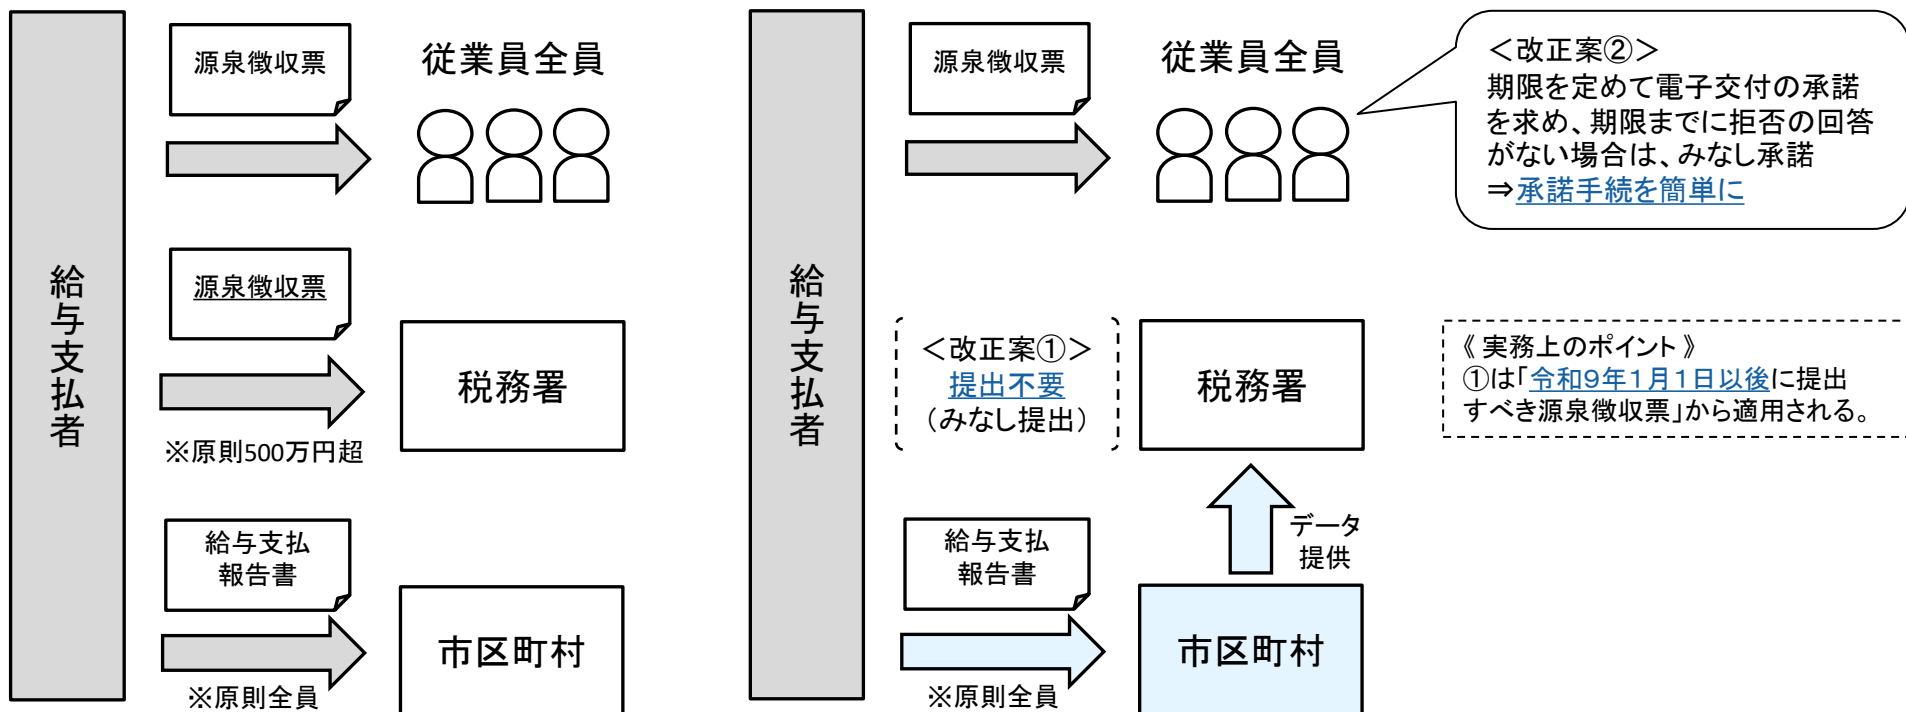 給与支払者
源泉徴収票
従業員全員
源泉徴収票
税務署
※原則500万円超
給与支払
報告書
市区町村
※原則全員
給与支払者
源泉徴収票
従業員全員
＜改正案②＞
期限を定めて電子交付の承諾
を求め、期限までに拒否の回答
がない場合は、みなし承諾
⇒承諾手続を簡単に
＜改正案①＞
提出不要
（みなし提出）
税務署
《 実務上のポイント 》
①は「令和９年１月１日以後に提出
すべき源泉徴収票」から適用される。
データ
提供
給与支払
報告書
市区町村
※原則全員